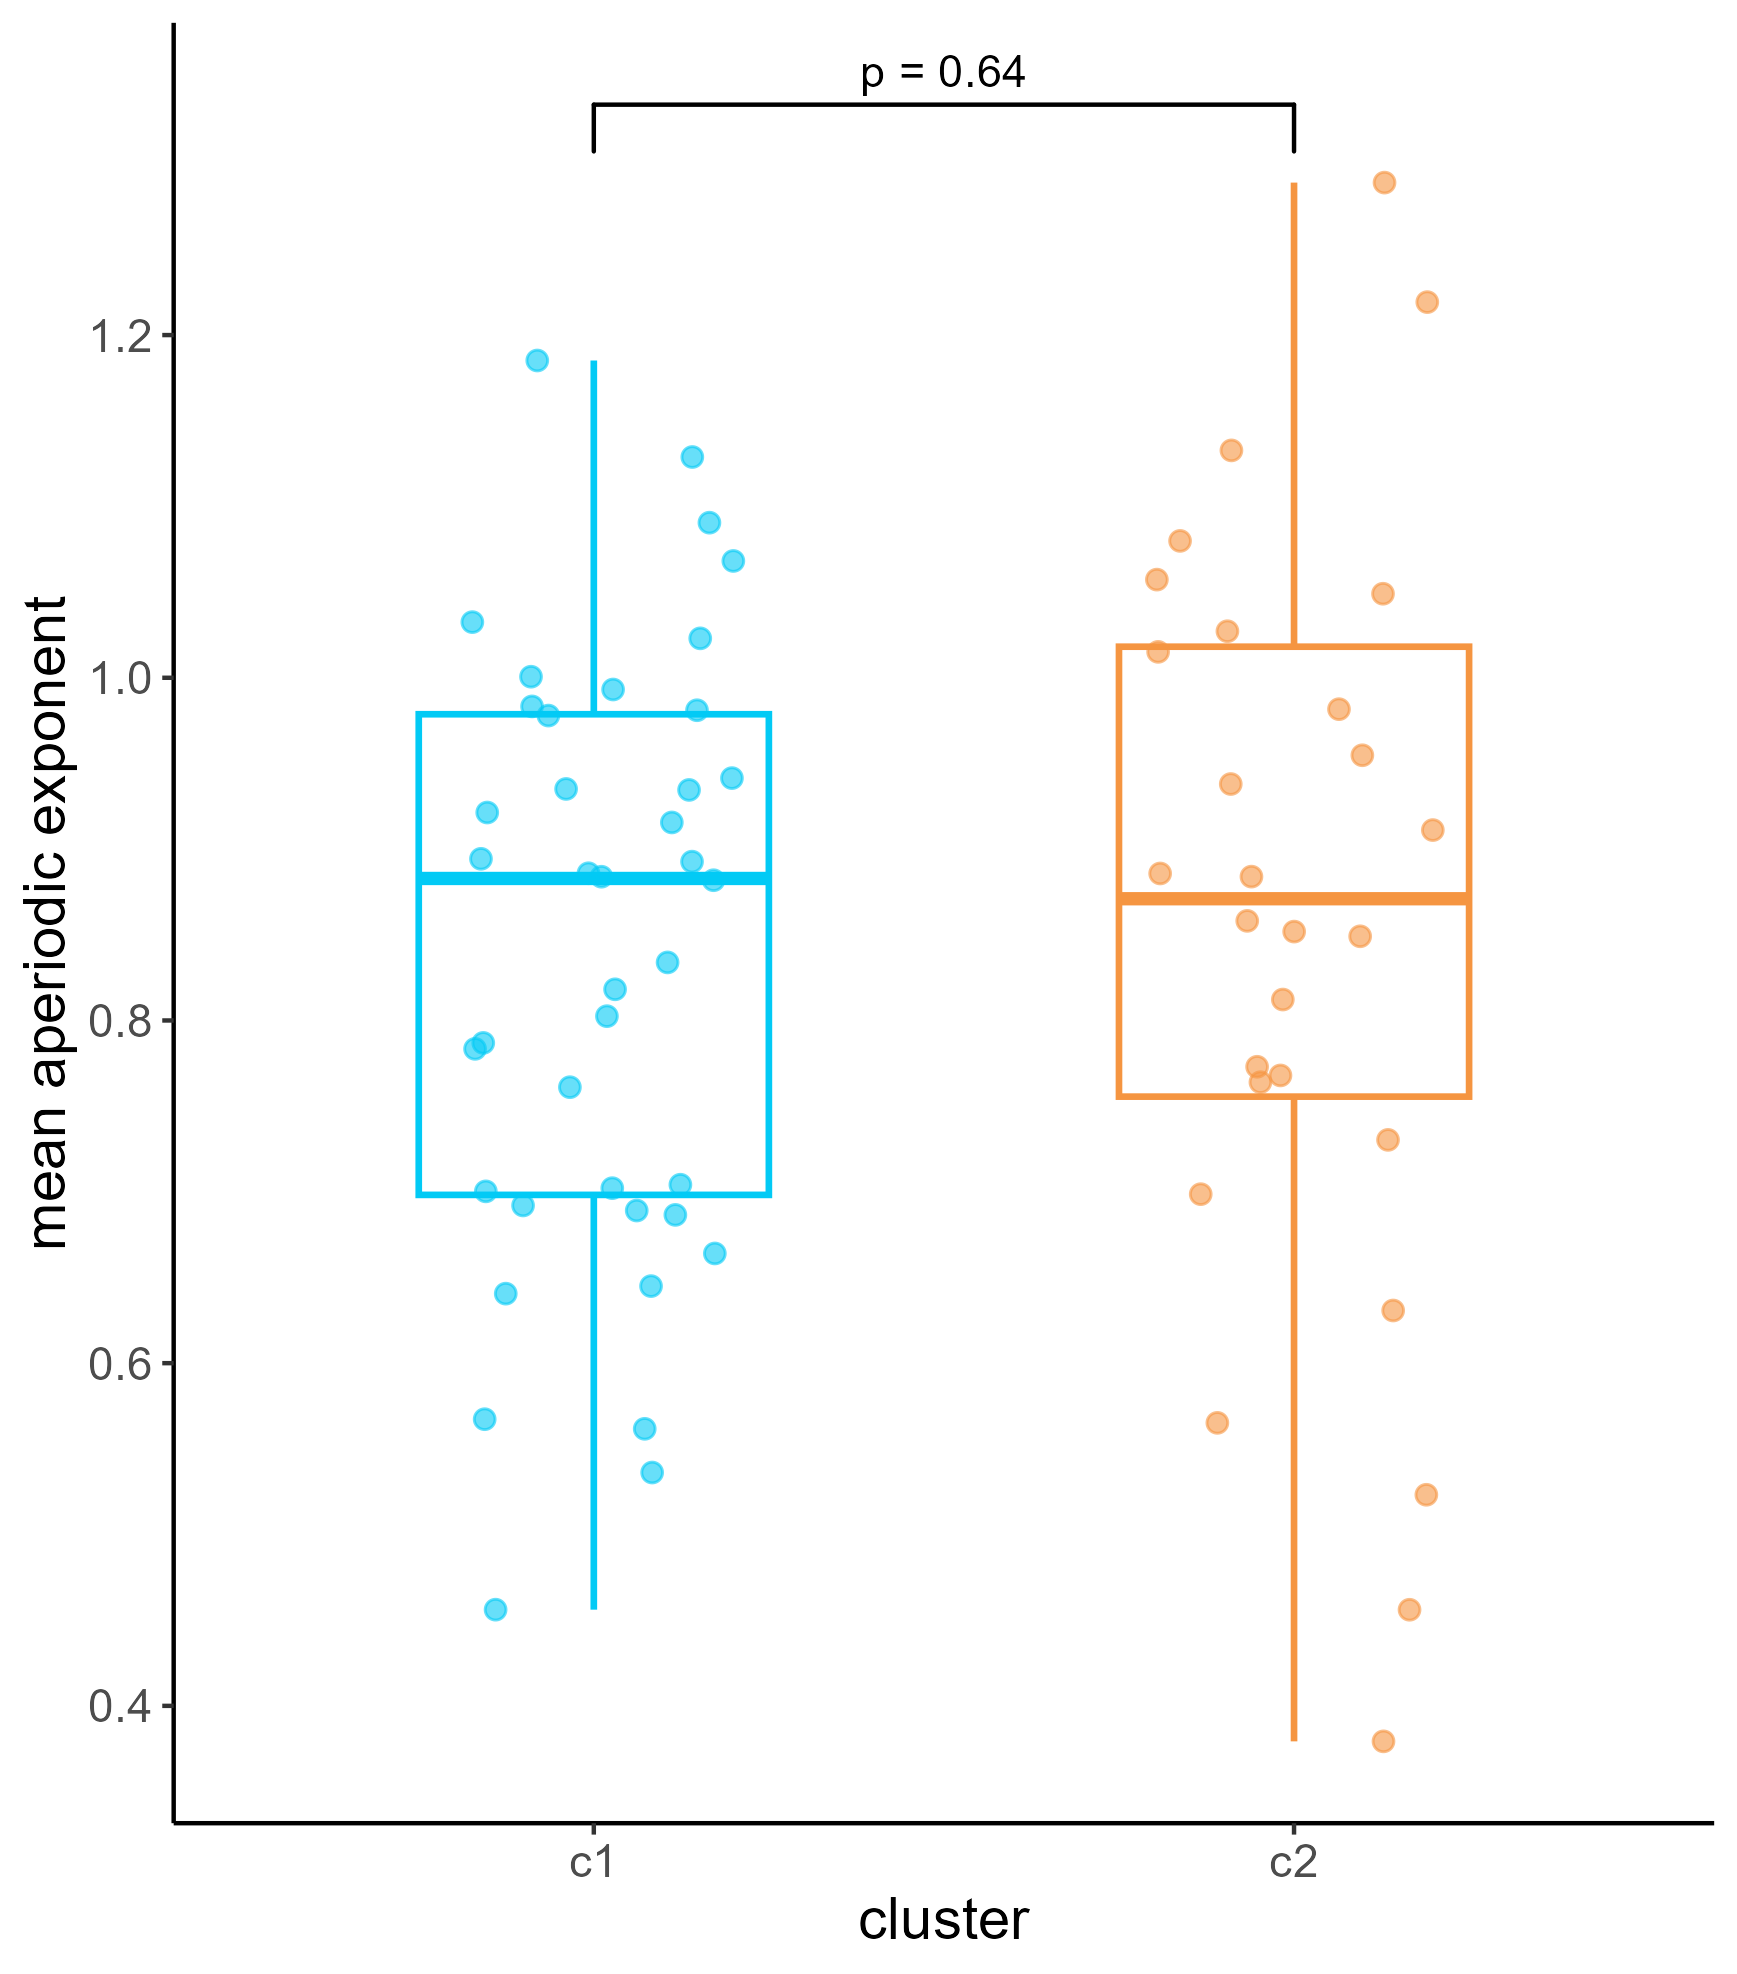 p = 0.64
mean aperiodic exponent
1.2
1.0
0.8
0.6
0.4
c1
c2
cluster